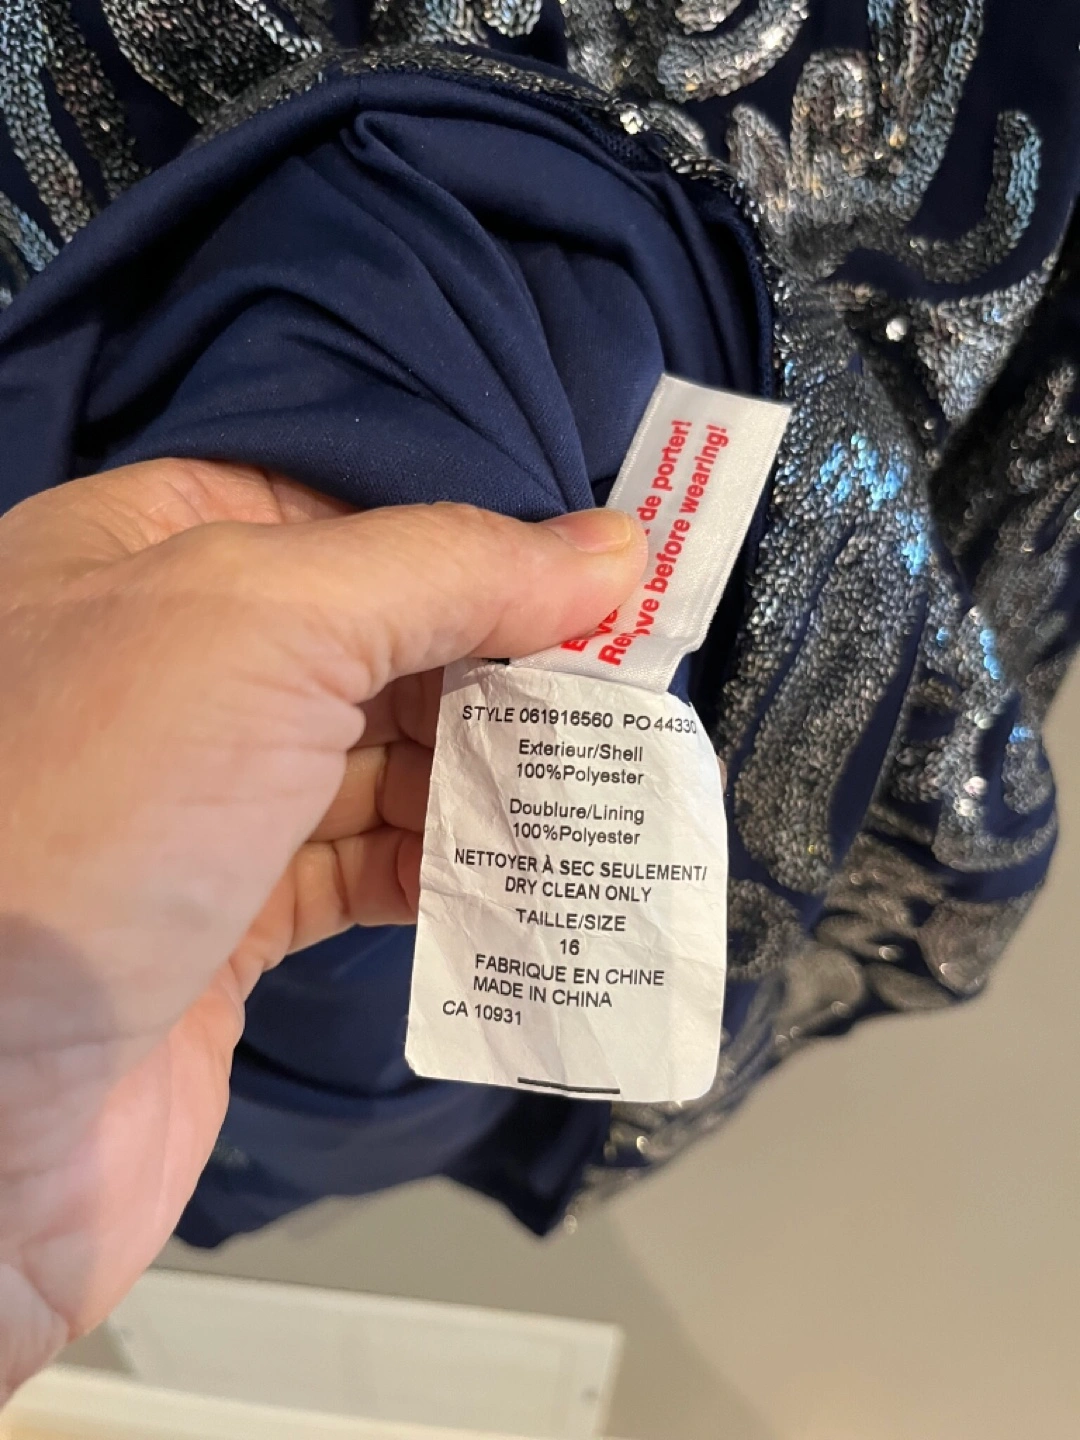 de porter!
Remove before wearing!
STYLE 061916560 PO 44330
Exterieur/Shell
100%Polyester
Doublure/Lining
100%Polyester
NETTOYER À SEC SEULEMENT/
DRY CLEAN ONLY
TAILLE/SIZE
16
FABRIQUE EN CHINE
MADE IN CHINA
CA 10931